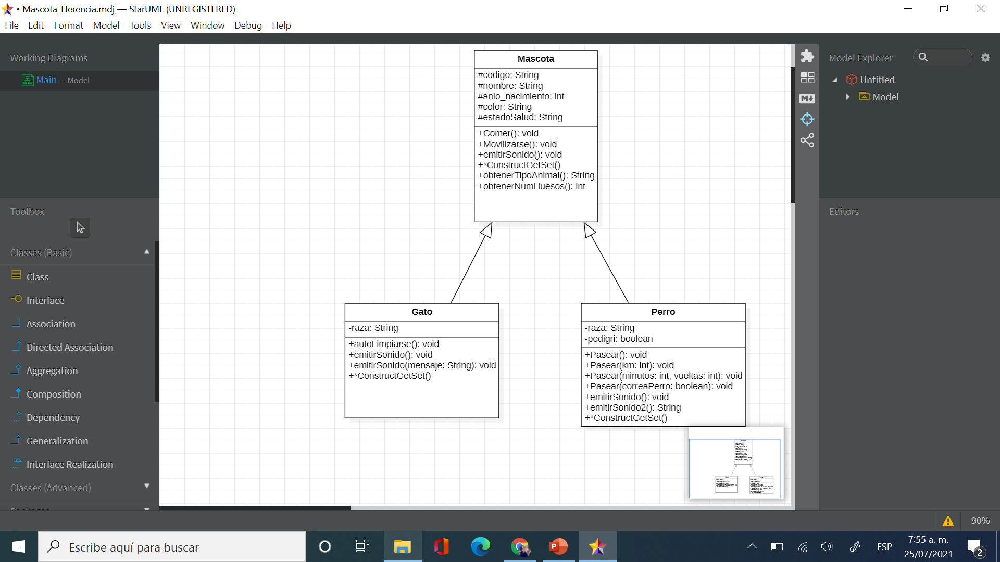 • Mascota_Herencia.mdj — StarUML (UNREGISTERED)
File Edit Format Model Tools View Window Debug Help
Working Diagrams
Main — Model
Toolbox
Classes (Basic)
Class
Interface
Association
Directed Association
Aggregation
Composition
Dependency
Generalization
Interface Realization
Classes (Advanced)
Mascota
#codigo: String
#nombre: String
#anio_nacimiento: int
#color: String
#estadoSalud: String
+Comer(): void
+Movilizarse(): void
+emitirSonido(): void
+*ConstructGetSet()
+obtenerTipoAnimal(): String
+obtenerNumHuesos(): int
Gato
-raza: String
+autoLimpiarse(): void
+emitirSonido(): void
+emitirSonido(mensaje: String): void
+*ConstructGetSet()
Perro
-raza: String
-pedigri: boolean
+Pasear(): void
+Pasear(km: int): void
+Pasear(minutos: int, vueltas: int): void
+Pasear(correaPerro: boolean): void
+emitirSonido(): void
+emitirSonido2(): String
+*ConstructGetSet()
M
Model Explorer
Untitled
Model
Editors
90%
Escribe aquí para buscar
P
ESP
7:55 a. m.
25/07/2021
2